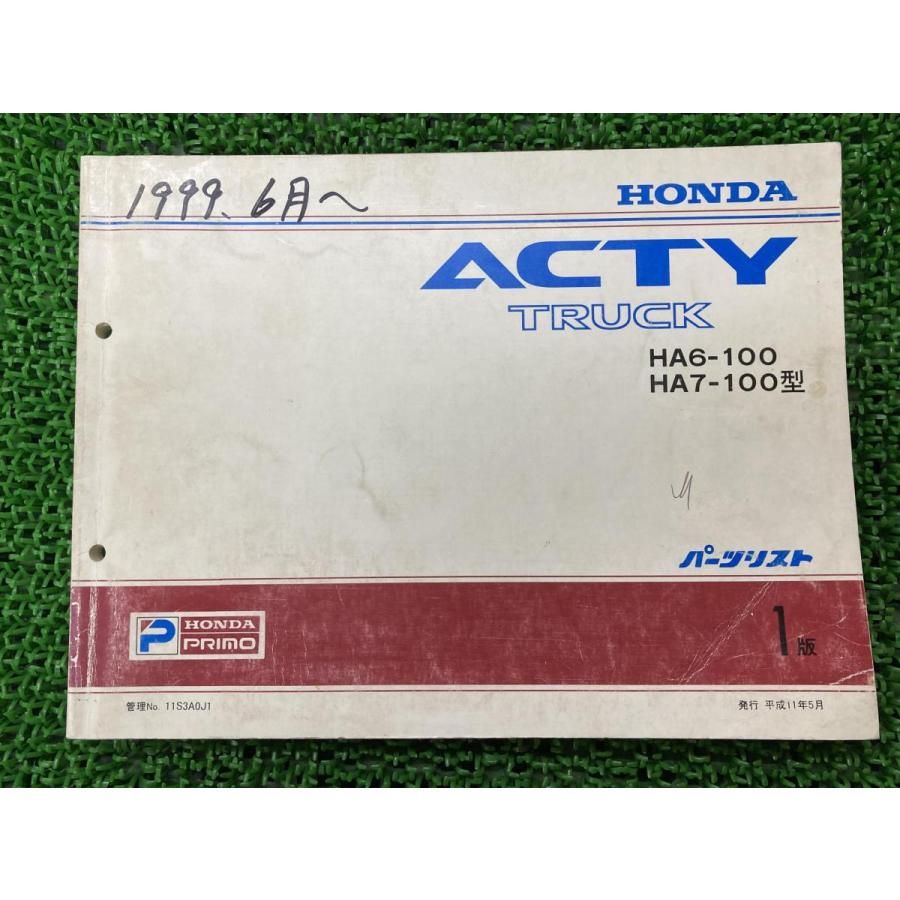 1999、6月〜
HONDA
ACTY
TRUCK
HA6-100
HA7-100型
パーツリスト
P HONDA
PRIMO
1版
管理No. 11S3A0J1
発行 平成11年5月